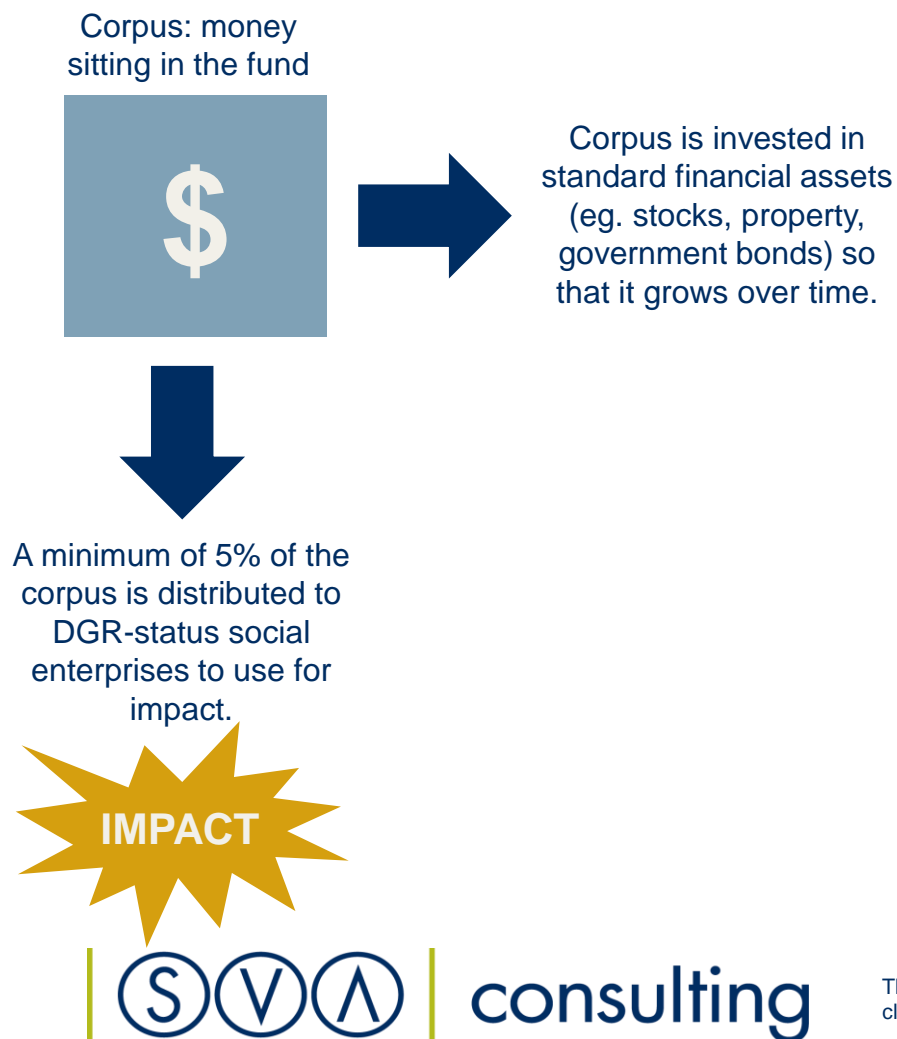 Corpus: money
sitting in the fund
$
Corpus is invested in
standard financial assets
(eg. stocks, property,
government bonds) so
that it grows over time.
A minimum of 5% of the
corpus is distributed to
DGR-status social
enterprises to use for
impact.
IMPACT
SVA consulting